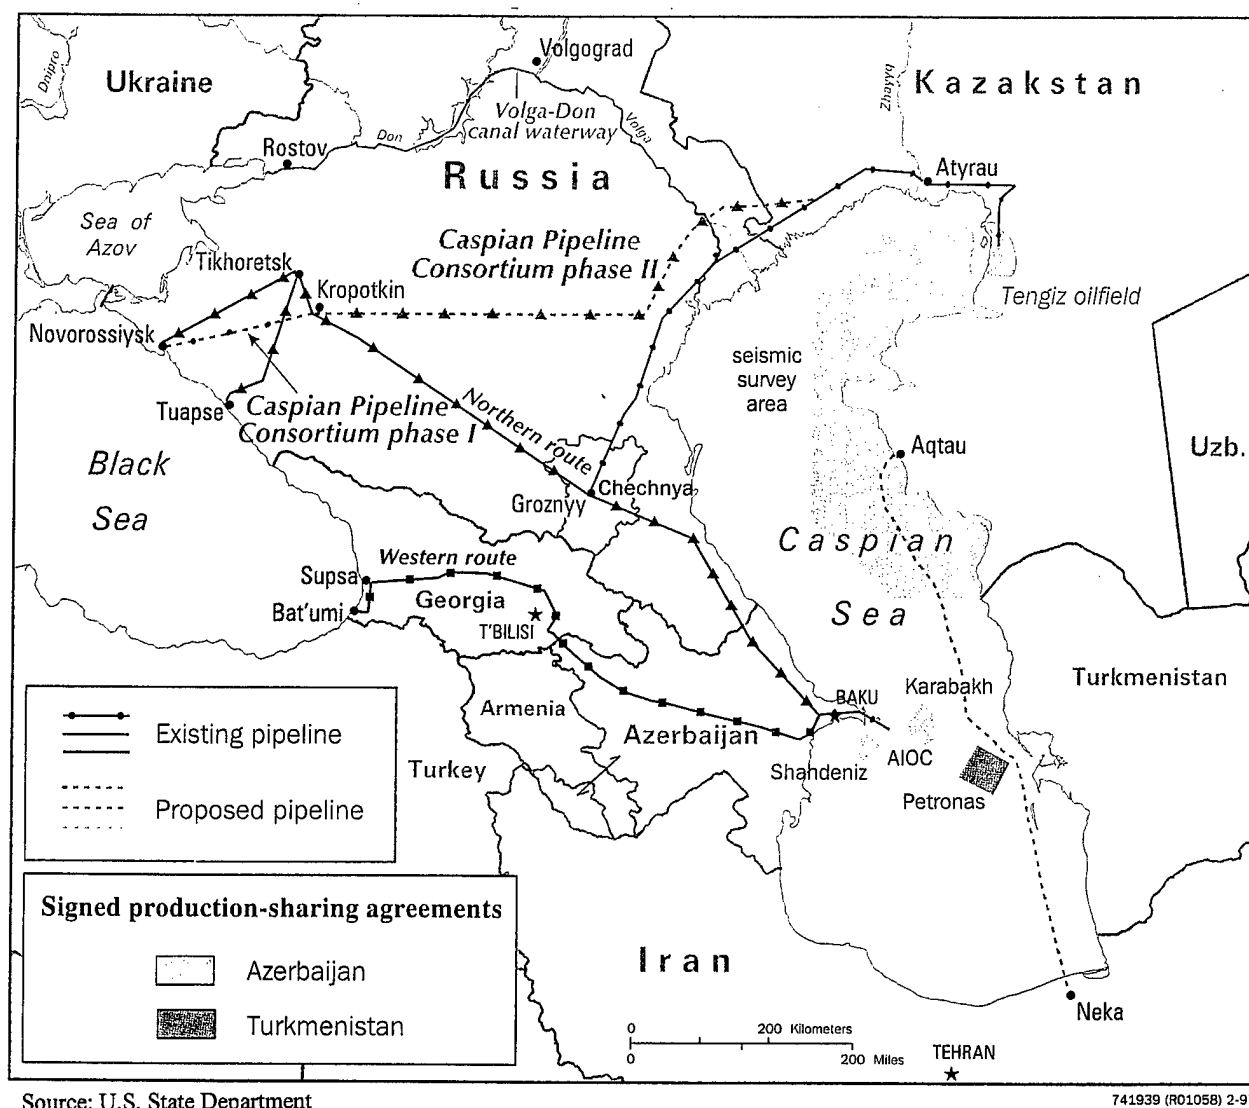 Volgograd
Dnipro
Ukraine
Zhayyk
Kazakstan
Volga-Don
canal waterway
Volga
Don
Rostov
Russia
Atyrau
Sea of
Azov
Caspian Pipeline
Consortium phase II
Tikhoretsk
Kropotkin
Tengiz oilfield
Novorossiysk
seismic
survey
area
Tuapse
Caspian Pipeline
Consortium phase I
Northern route
Black
Sea
Aqtau
Uzb.
Groznyy
Chechnya
Caspian
Sea
Western route
Supsa
Georgia
Bat'umi
T'BILISI
Turkmenistan
Karabakh
BAKU
Armenia
Azerbaijan
AIOC
Shandeniz
Turkey
Petronas
Existing pipeline
Proposed pipeline
Signed production-sharing agreements
Azerbaijan
Turkmenistan
Iran
Neka
0 200 Kilometers
0 200 Miles
TEHRAN
Source: U.S. State Department
741939 (R01058) 2-9